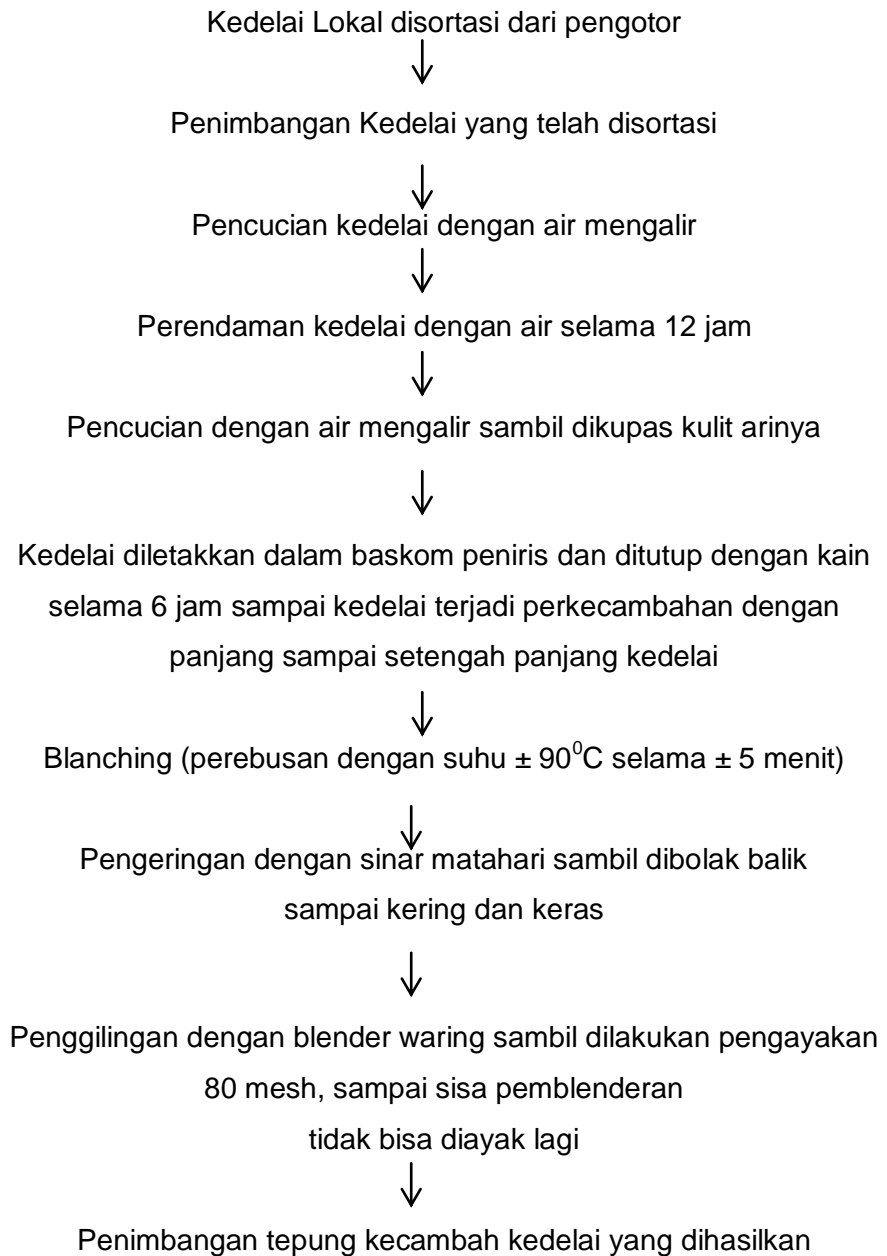 Kedelai Lokal disortasi dari pengotor
Penimbangan Kedelai yang telah disortasi
Pencucian kedelai dengan air mengalir
Perendaman kedelai dengan air selama 12 jam
Pencucian dengan air mengalir sambil dikupas kulit arinya
Kedelai diletakkan dalam baskom peniris dan ditutup dengan kain
selama 6 jam sampai kedelai terjadi perkecambahan dengan
panjang sampai setengah panjang kedelai
Blanching (perebusan dengan suhu ± 90⁰C selama ± 5 menit)
Pengeringan dengan sinar matahari sambil dibolak balik
sampai kering dan keras
Penggilingan dengan blender waring sambil dilakukan pengayakan
80 mesh, sampai sisa pemblenderan
tidak bisa diayak lagi
Penimbangan tepung kecambah kedelai yang dihasilkan